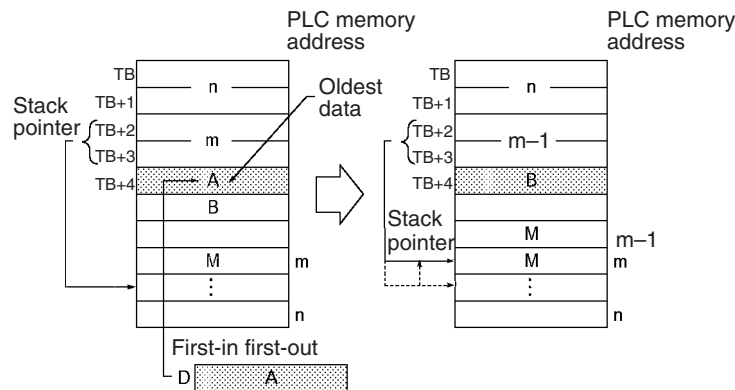 PLC memory
address
TB
n
TB+1
Oldest
data
Stack
pointer
TB+2
m
TB+3
TB+4
A
B
M
m
⋮
n
First-in first-out
D
A
PLC memory
address
TB
n
TB+1
TB+2
m–1
TB+3
TB+4
B
Stack
pointer
M
m–1
M
m
⋮
n